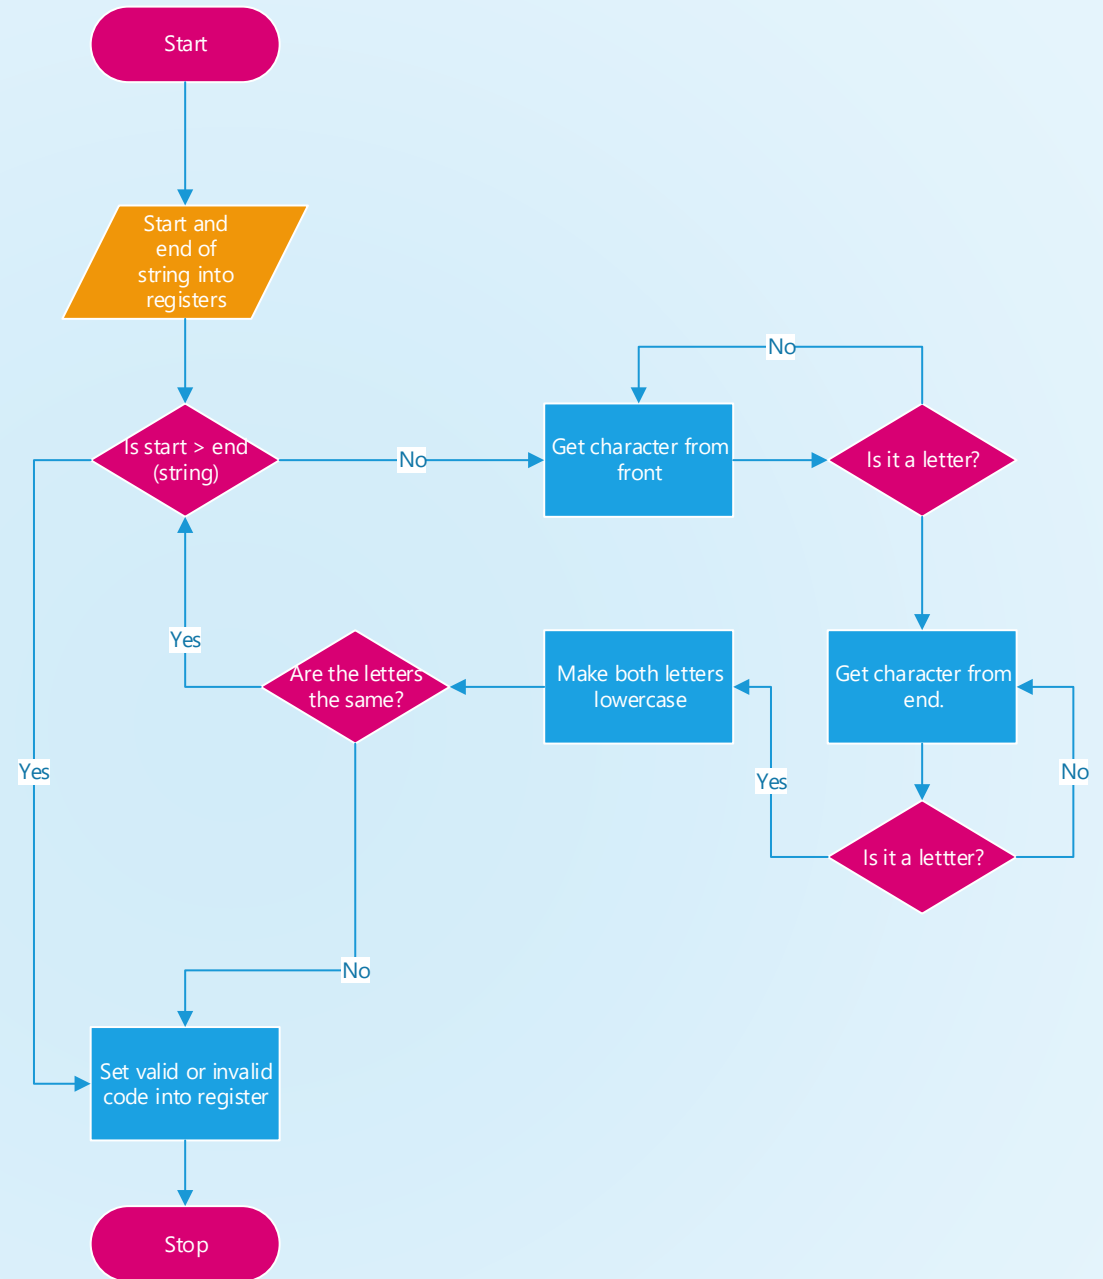 Start
Start and
end of
string into
registers
No
Is start > end
(string)
No
Get character from
front
Is it a letter?
Yes
Are the letters
the same?
Make both letters
lowercase
Get character from
end.
Yes
Yes
No
Is it a lettter?
No
Set valid or invalid
code into register
Stop